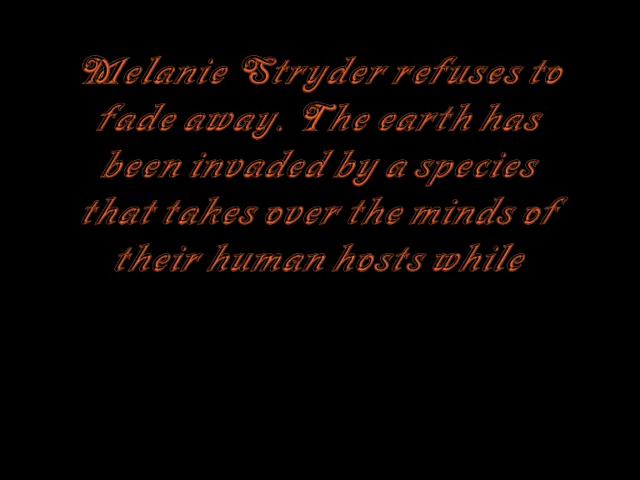 Melanie Stryder refuses to
fade away. The earth has
been invaded by a species
that takes over the minds of
their human hosts while